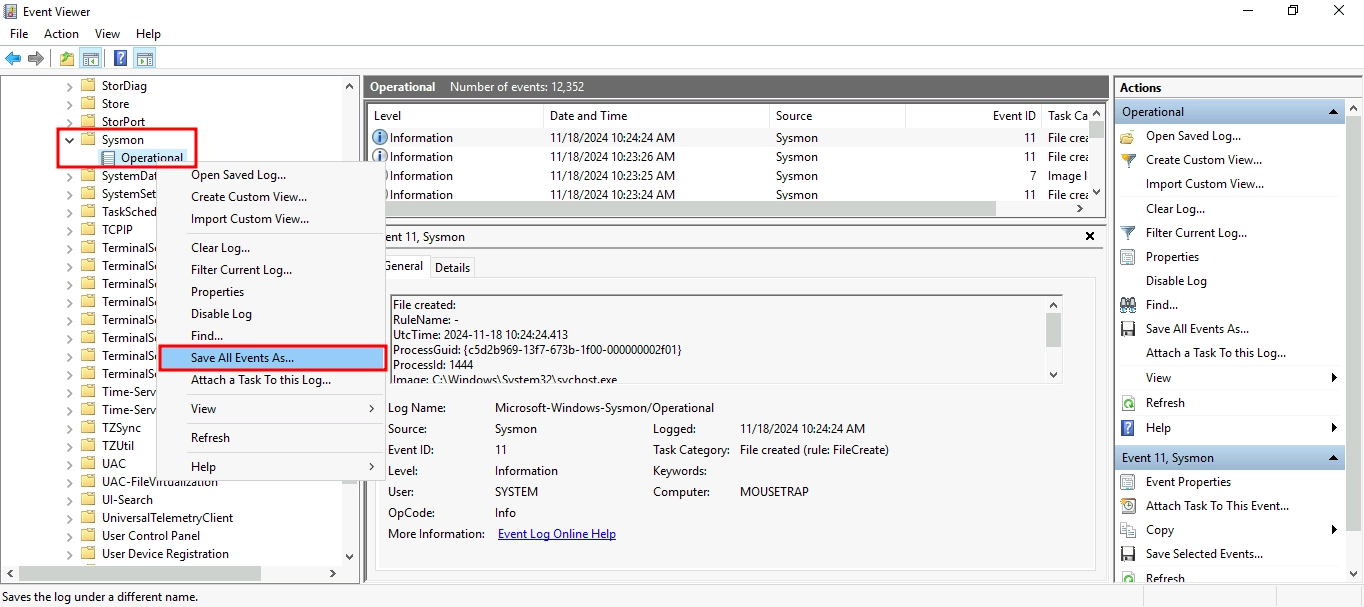 Event Viewer
File Action View Help
StorDiag
Store
StorPort
Sysmon
Operational
SystemDat
SystemSet
TaskSched
TCPIP
TerminalSe
TerminalSe
TerminalSe
TerminalSe
TerminalSe
TerminalSe
TerminalSe
TerminalSe
Time-Serv
Time-Serv
TZSync
TZUtil
UAC
UAC-FileVirtualization
UI-Search
UniversalTelemetryClient
User Control Panel
User Device Registration
Open Saved Log...
Create Custom View...
Import Custom View...
Clear Log...
Filter Current Log...
Properties
Disable Log
Find...
Save All Events As...
Attach a Task To this Log...
View
Refresh
Help
Operational Number of events: 12,352
Level Date and Time Source Event ID Task Ca
Information 11/18/2024 10:24:24 AM Sysmon 11 File crea
Information 11/18/2024 10:23:26 AM Sysmon 11 File crea
Information 11/18/2024 10:23:25 AM Sysmon 7 Image l
Information 11/18/2024 10:23:24 AM Sysmon 11 File crea
ent 11, Sysmon
General Details
File created:
RuleName: -
UtcTime: 2024-11-18 10:24:24.413
ProcessGuid: {c5d2b969-13f7-673b-1f00-000000002f01}
ProcessId: 1444
Image: C:\Windows\System32\svchost.exe
Log Name: Microsoft-Windows-Sysmon/Operational
Source: Sysmon Logged: 11/18/2024 10:24:24 AM
Event ID: 11 Task Category: File created (rule: FileCreate)
Level: Information Keywords:
User: SYSTEM Computer: MOUSETRAP
OpCode: Info
More Information: Event Log Online Help
Actions
Operational
Open Saved Log...
Create Custom View...
Import Custom View...
Clear Log...
Filter Current Log...
Properties
Disable Log
Find...
Save All Events As...
Attach a Task To this Log...
View
Refresh
Help
Event 11, Sysmon
Event Properties
Attach Task To This Event...
Copy
Save Selected Events...
Refresh
Saves the log under a different name.